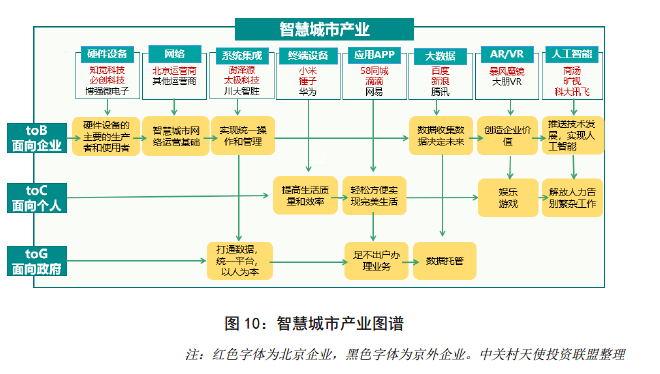 智慧城市产业
硬件设备
知觉科技
必创科技
博强微电子
网络
北京运营商
其他运营商
系统集成
太极科技
川大智胜
终端设备
小米
锤子
华为
应用APP
58同城
滴滴
网易
大数据
百度
新浪
腾讯
AR/VR
暴风魔镜
大朋VR
人工智能
商汤
旷视
科大讯飞
toB
面向企业
硬件设备的
主要的生产
者和使用者
智慧城市网
络运营基础
实现统一操
作和管理
数据收集数
据决定未来
创造企业价
值
推送技术发
展，实现人
工智能
toC
面向个人
提高生活质
量和效率
轻松方便实
现完美生活
娱乐
游戏
解放人力告
别繁杂工作
toG
面向政府
打通数据，
统一平台，
以人为本
足不出户办
理业务
数据托管
图 10：智慧城市产业图谱
注：红色字体为北京企业，黑色字体为京外企业。中关村天使投资联盟整理